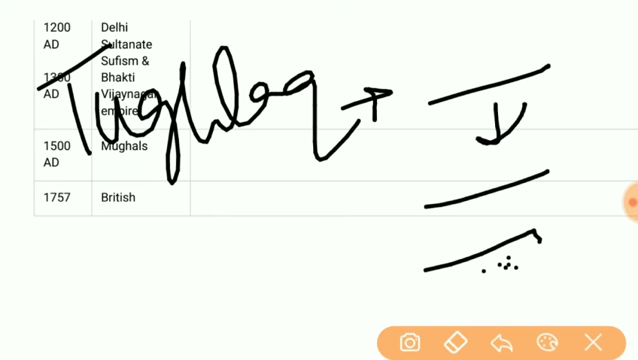 1200 AD Delhi Sultanate
Sufism &
1300 AD Bhakti
Vijaynagar empire
Tughlaq
1500 AD Mughals
1757 British